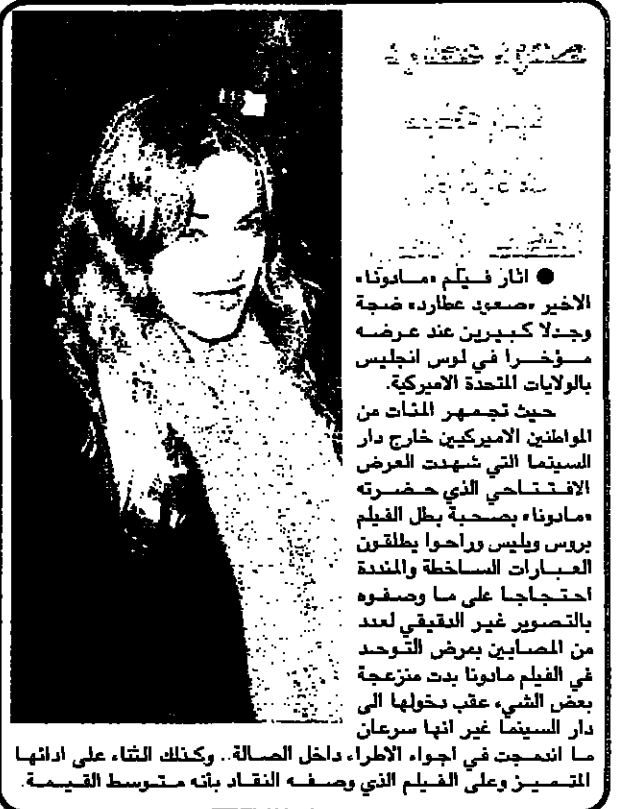 صعود عطارد
● اثار فيلم «مادونا»
الاخير «صعود عطارد» ضجة
وجدلا كبيرين عند عرضه
مؤخرا في لوس انجليس
بالولايات المتحدة الاميركية.
حيث تجمهر المئات من
المواطنين الاميركيين خارج دار
السينما التي شهدت العرض
الافتتاحي الذي حضرته
«مادونا» بصحبة بطل الفيلم
بروس ويليس وراحوا يطلقون
العبارات الساخطة والمنددة
احتجاجا على ما وصفوه
بالتصوير غير الدقيقي لعدد
من المصابين بمرض التوحد
في الفيلم مادونا بدت منزعجة
بعض الشيء عقب دخولها الى
دار السينما غير انها سرعان
ما اندمجت في اجواء الاطراء داخل الصالة.. وكذلك الثناء على ادائها
المتميز وعلى الفيلم الذي وصفه النقاد بأنه متوسط القيمة.